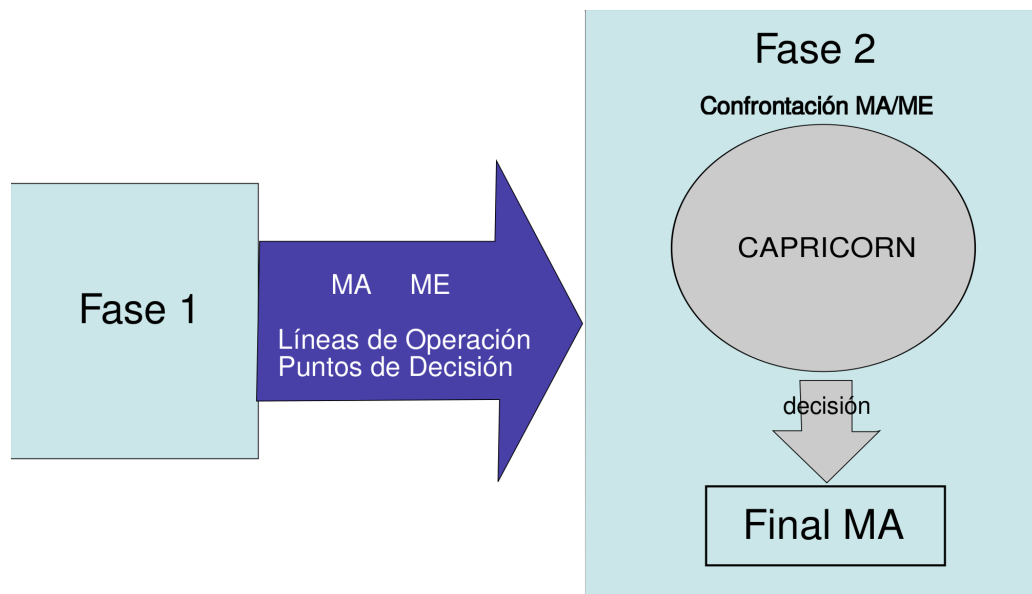 Fase 1
MA ME
Líneas de Operación
Puntos de Decisión
Fase 2
Confrontación MA/ME
CAPRICORN
decisión
Final MA